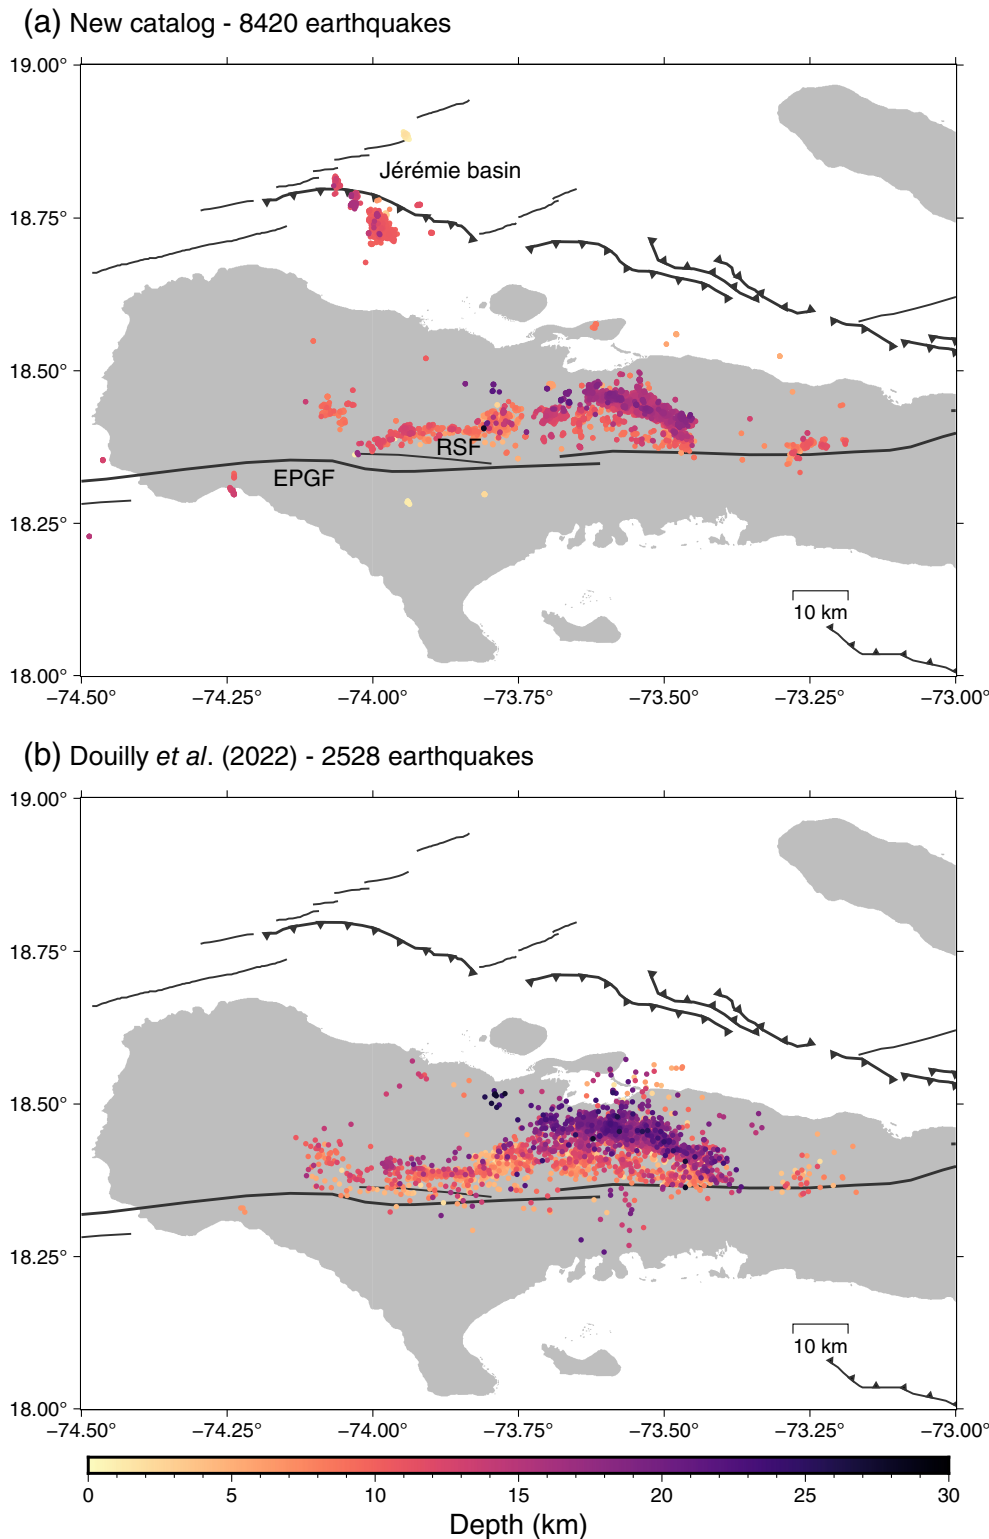 (a) New catalog - 8420 earthquakes
19.00°
Jérémie basin
18.75°
18.50°
RSF
EPGF
18.25°
10 km
18.00°
−74.50° −74.25° −74.00° −73.75° −73.50° −73.25° −73.00°
(b) Douilly et al. (2022) - 2528 earthquakes
19.00°
18.75°
18.50°
18.25°
10 km
18.00°
−74.50° −74.25° −74.00° −73.75° −73.50° −73.25° −73.00°
0 5 10 15 20 25 30
Depth (km)